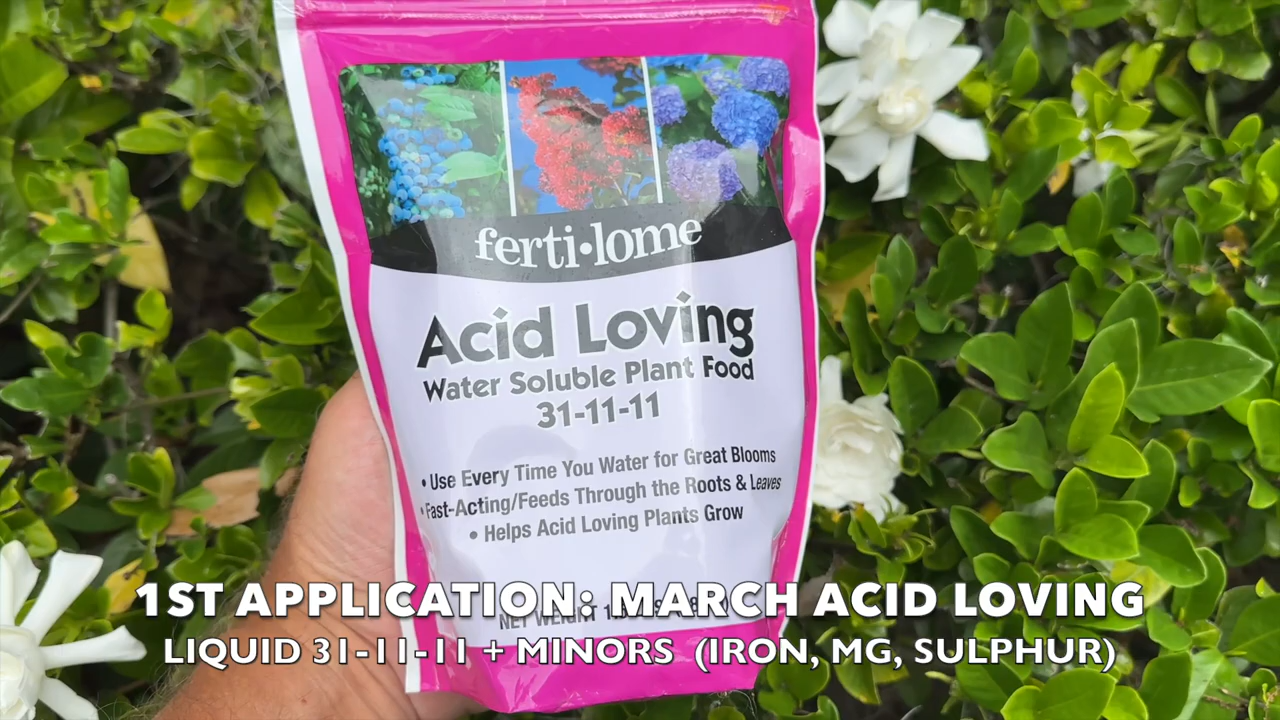 ferti•lome
Acid Loving
Water Soluble Plant Food
31-11-11
• Use Every Time You Water for Great Blooms
• Fast-Acting/Feeds Through the Roots & Leaves
• Helps Acid Loving Plants Grow
NET WEIGHT
1ST APPLICATION: MARCH ACID LOVING
LIQUID 31-11-11 + MINORS (IRON, MG, SULPHUR)